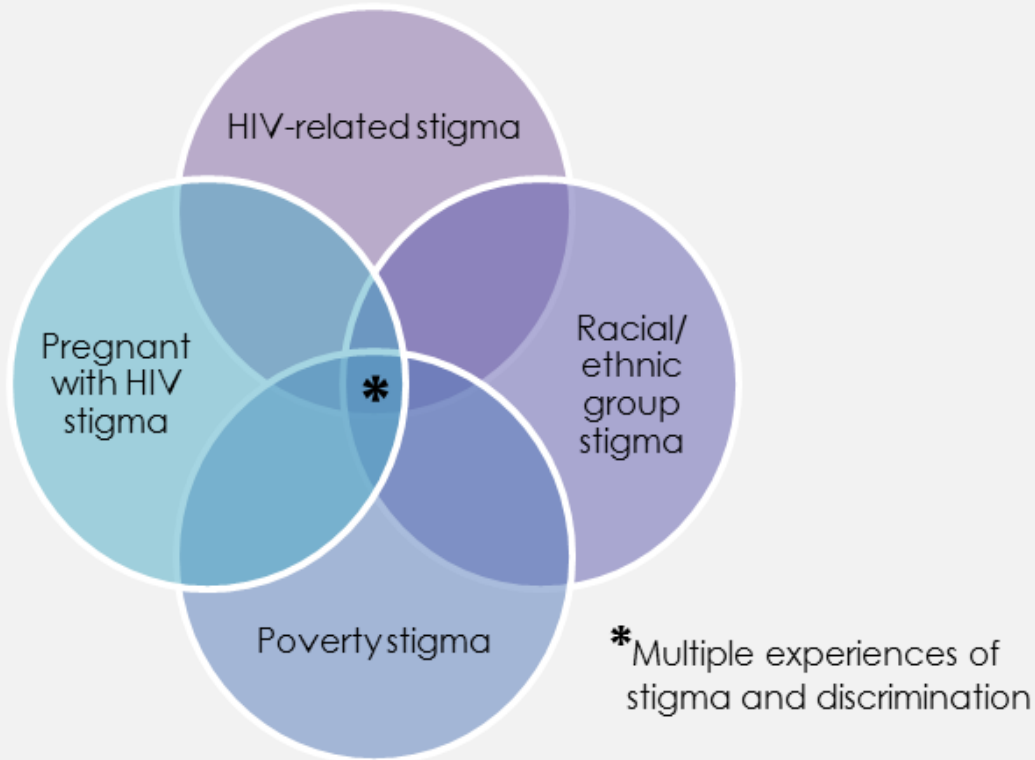 HIV-related stigma
Pregnant
with HIV
stigma
Racial/
ethnic
group
stigma
*
Poverty stigma
*Multiple experiences of
stigma and discrimination